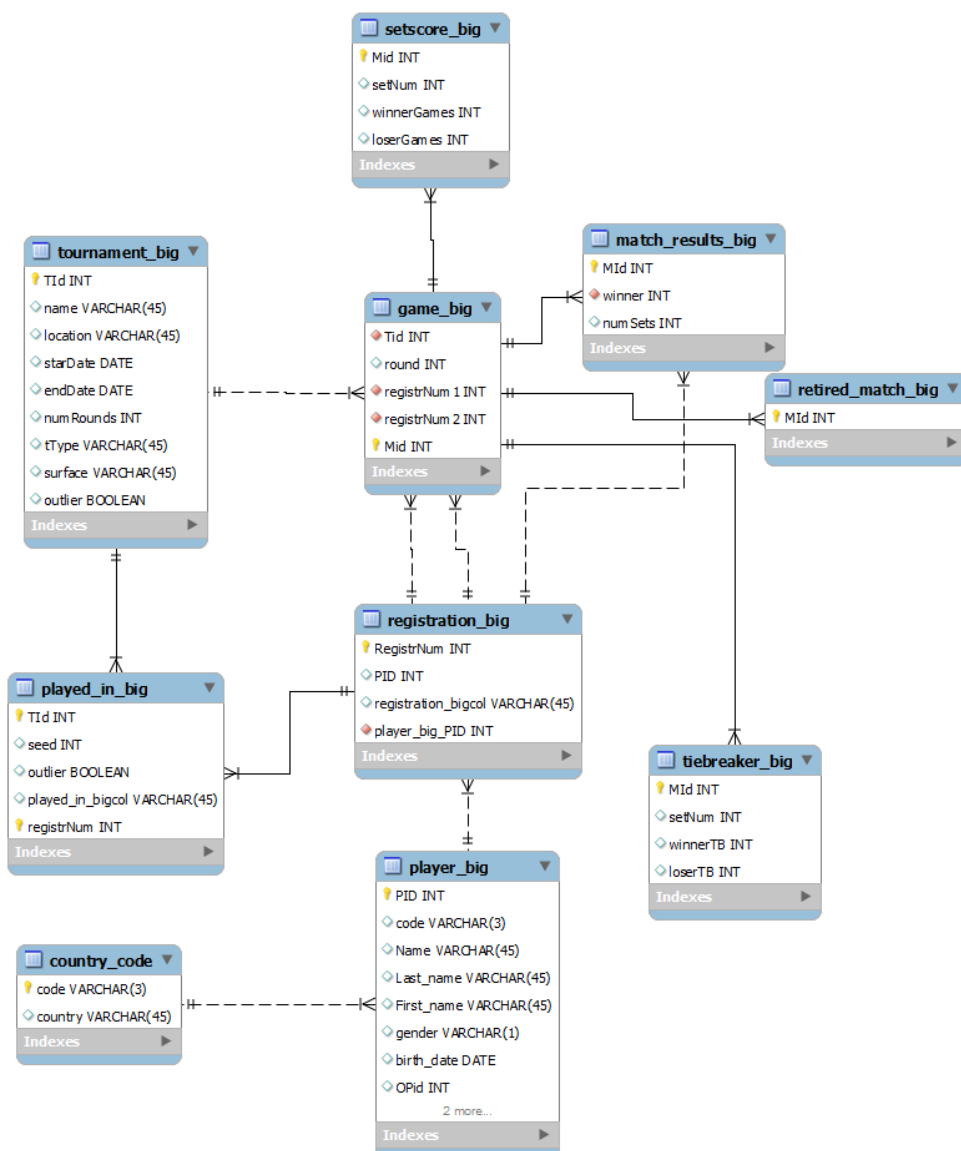 setscore_big
Mid INT
setNum INT
winnerGames INT
loserGames INT
Indexes
tournament_big
TId INT
name VARCHAR(45)
location VARCHAR(45)
starDate DATE
endDate DATE
numRounds INT
tType VARCHAR(45)
surface VARCHAR(45)
outlier BOOLEAN
Indexes
match_results_big
MId INT
winner INT
numSets INT
Indexes
game_big
Tid INT
round INT
registrNum1 INT
registrNum2 INT
Mid INT
Indexes
retired_match_big
MId INT
Indexes
registration_big
RegistrNum INT
PID INT
registration_bigcol VARCHAR(45)
player_big_PID INT
Indexes
played_in_big
TId INT
seed INT
outlier BOOLEAN
played_in_bigcol VARCHAR(45)
registrNum INT
Indexes
tiebreaker_big
MId INT
setNum INT
winnerTB INT
loserTB INT
Indexes
player_big
PID INT
code VARCHAR(3)
Name VARCHAR(45)
Last_name VARCHAR(45)
First_name VARCHAR(45)
gender VARCHAR(1)
birth_date DATE
OPid INT
2 more...
Indexes
country_code
code VARCHAR(3)
country VARCHAR(45)
Indexes